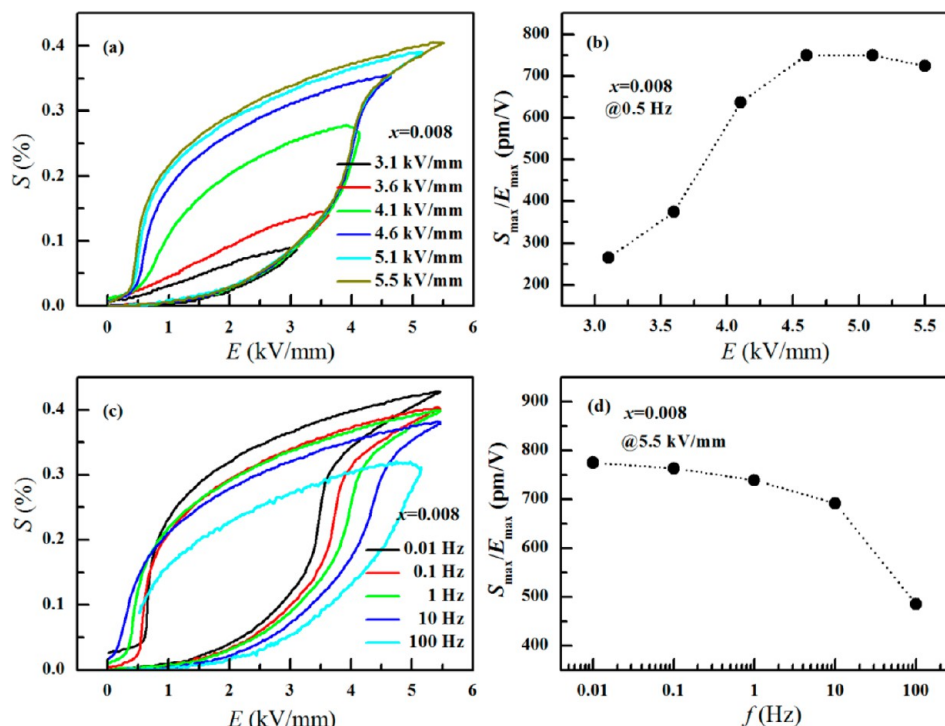 (a)
S (%)
0.4
0.3
0.2
0.1
0.0
x=0.008
3.1 kV/mm
3.6 kV/mm
4.1 kV/mm
4.6 kV/mm
5.1 kV/mm
5.5 kV/mm
0 1 2 3 4 5 6
E (kV/mm)
(b)
Smax/Emax (pm/V)
800
700
600
500
400
300
200
x=0.008
@0.5 Hz
3.0 3.5 4.0 4.5 5.0 5.5
E (kV/mm)
(c)
S (%)
0.4
0.3
0.2
0.1
0.0
x=0.008
0.01 Hz
0.1 Hz
1 Hz
10 Hz
100 Hz
0 1 2 3 4 5 6
E (kV/mm)
(d)
Smax/Emax (pm/V)
900
800
700
600
500
400
x=0.008
@5.5 kV/mm
0.01 0.1 1 10 100
f (Hz)